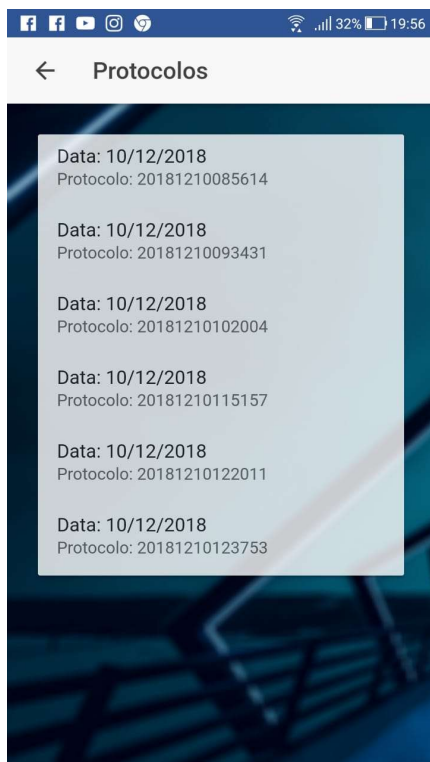 32% 19:56
Protocolos
Data: 10/12/2018
Protocolo: 20181210085614
Data: 10/12/2018
Protocolo: 20181210093431
Data: 10/12/2018
Protocolo: 20181210102004
Data: 10/12/2018
Protocolo: 20181210115157
Data: 10/12/2018
Protocolo: 20181210122011
Data: 10/12/2018
Protocolo: 20181210123753